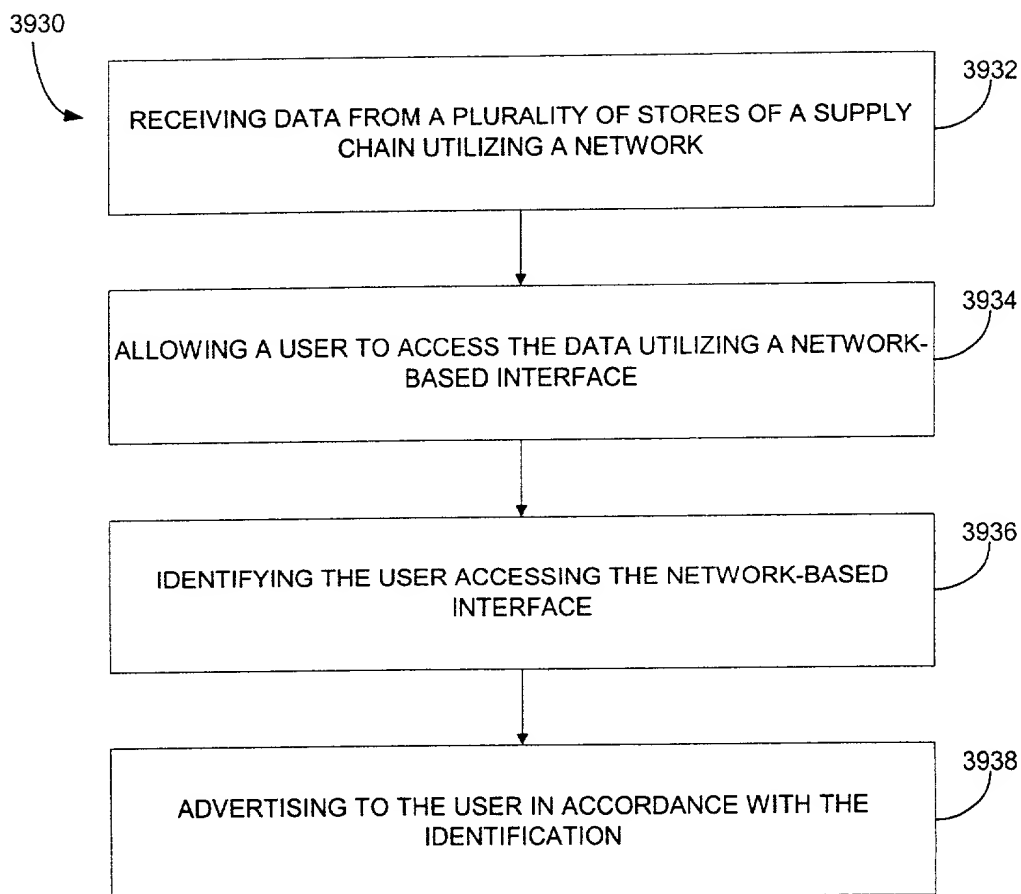 3930
3932
RECEIVING DATA FROM A PLURALITY OF STORES OF A SUPPLY
CHAIN UTILIZING A NETWORK
3934
ALLOWING A USER TO ACCESS THE DATA UTILIZING A NETWORK-
BASED INTERFACE
3936
IDENTIFYING THE USER ACCESSING THE NETWORK-BASED
INTERFACE
3938
ADVERTISING TO THE USER IN ACCORDANCE WITH THE
IDENTIFICATION